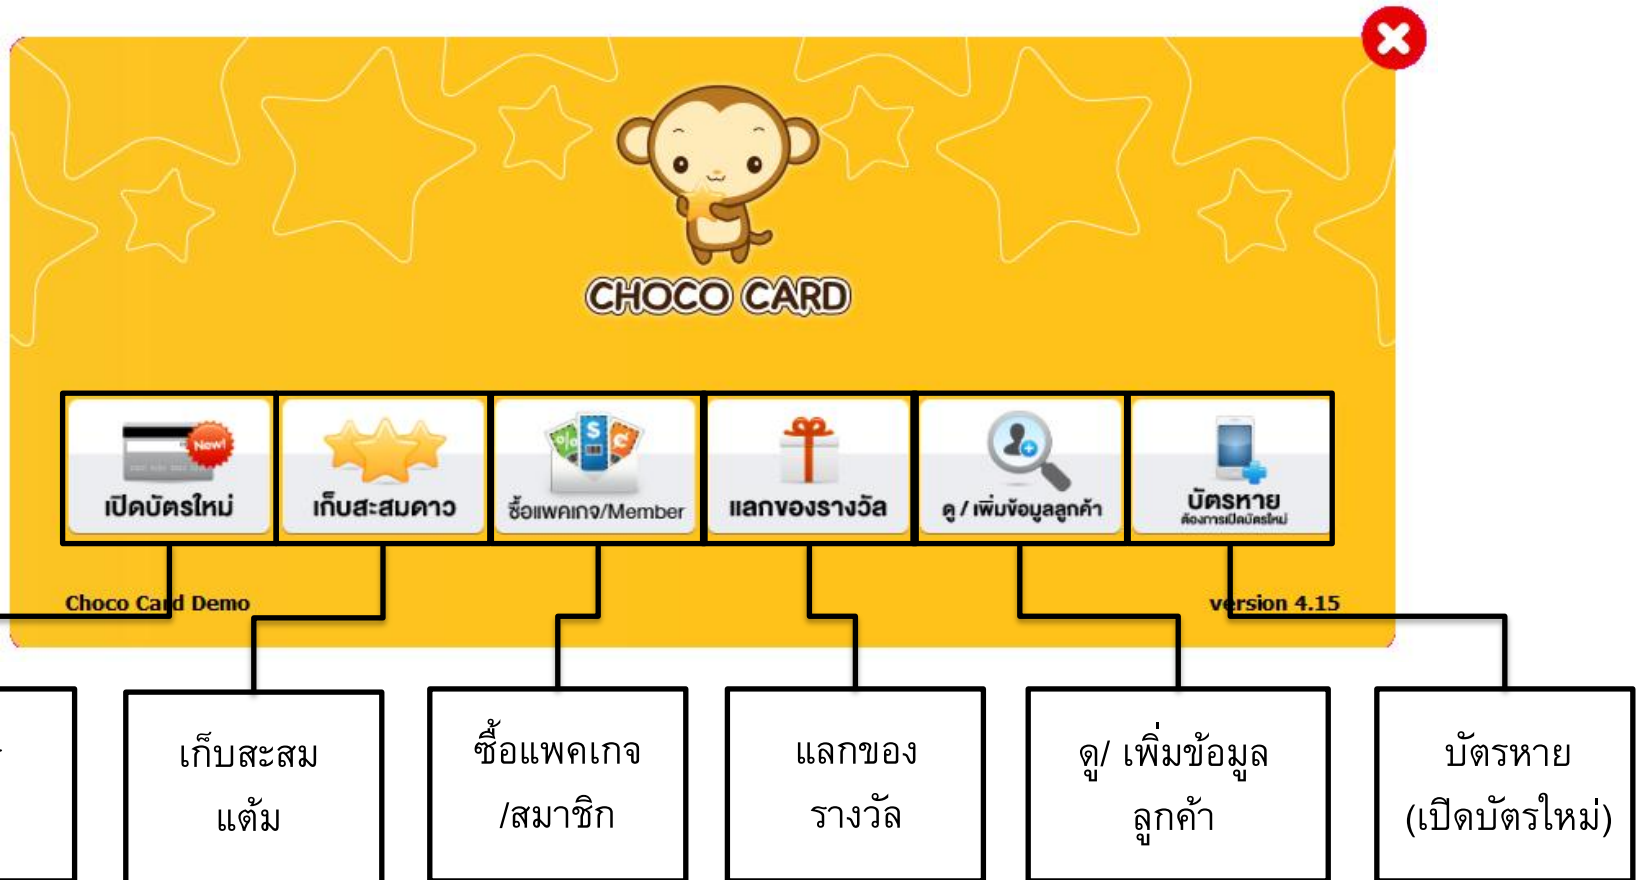 CHOCO CARD
New!
เปิดบัตรใหม่
เก็บสะสมดาว
% $ ¢
ซื้อแพคเกจ/Member
แลกของรางวัล
ดู / เพิ่มข้อมูลลูกค้า
บัตรหาย
ต้องการเปิดบัตรใหม่
Choco Card Demo
version 4.15
เก็บสะสม
แต้ม
ซื้อแพคเกจ
/สมาชิก
แลกของ
รางวัล
ดู/ เพิ่มข้อมูล
ลูกค้า
บัตรหาย
(เปิดบัตรใหม่)